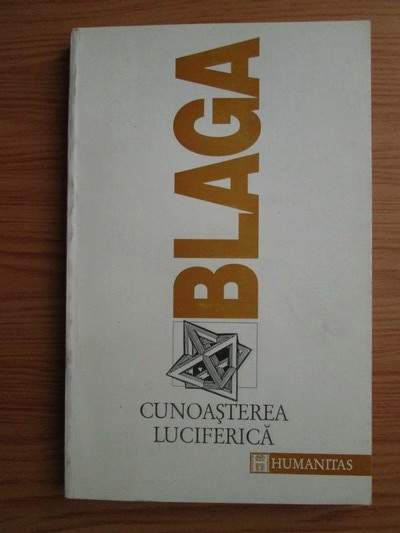 BLAGA
CUNOAŞTEREA
LUCIFERICĂ
HUMANITAS